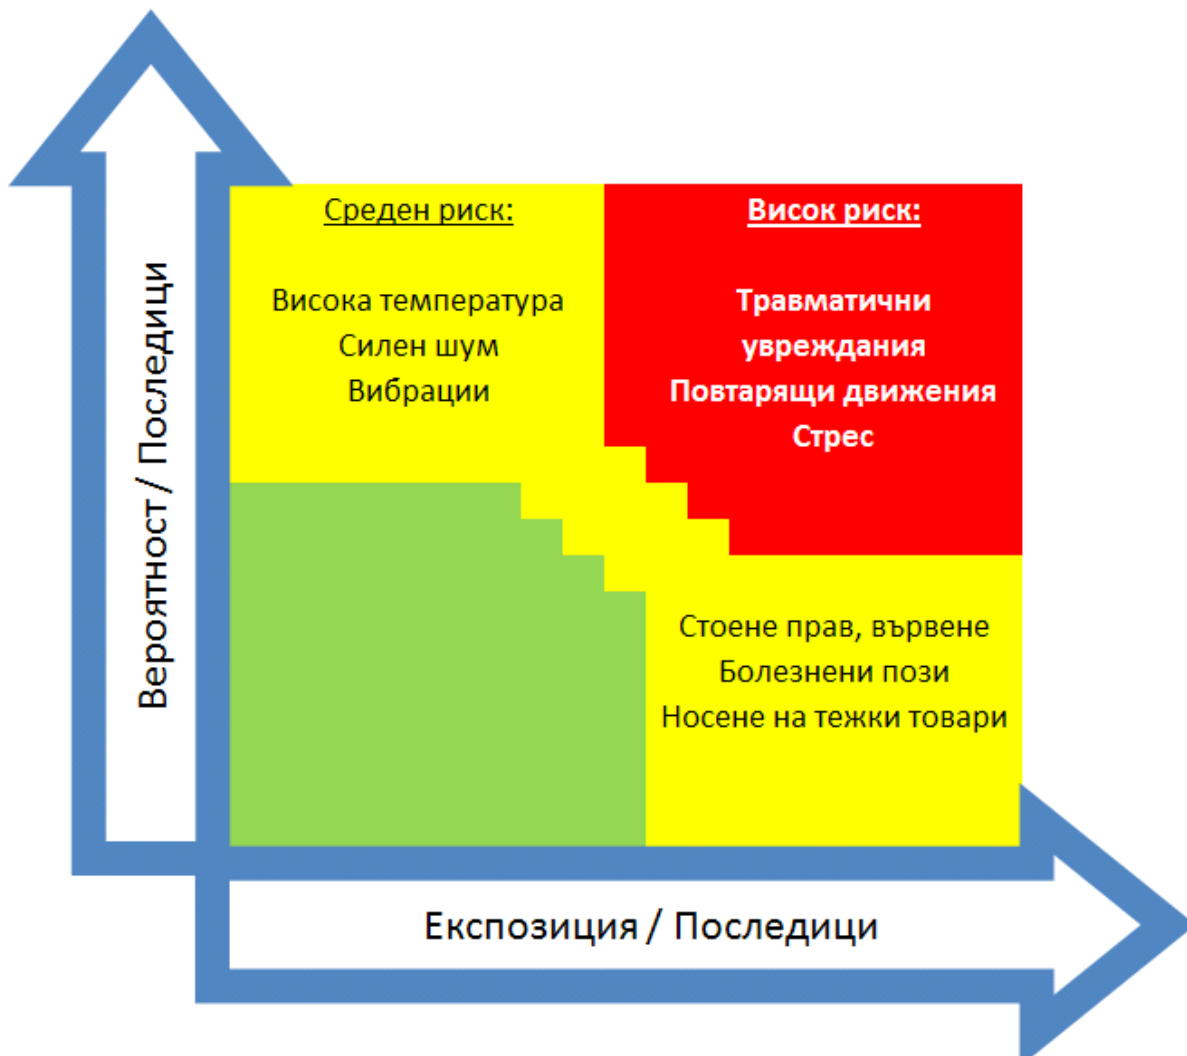 Вероятност / Последици
Среден риск:
Висока температура
Силен шум
Вибрации
Висок риск:
Травматични
увреждания
Повтарящи движения
Стрес
Стоене прав, вървене
Болезнени пози
Носене на тежки товари
Експозиция / Последици